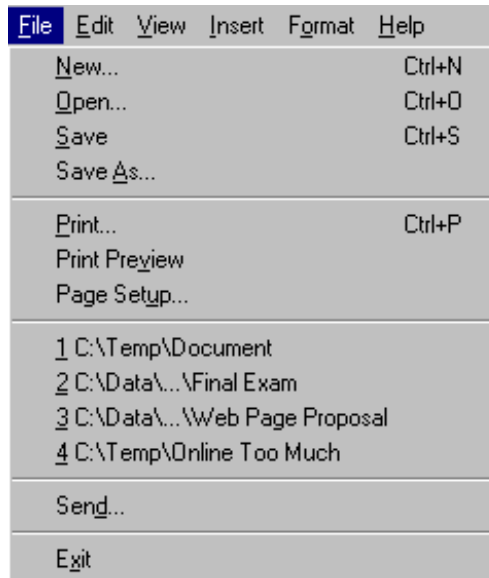 File Edit View Insert Format Help
New... Ctrl+N
Open... Ctrl+O
Save Ctrl+S
Save As...
Print... Ctrl+P
Print Preview
Page Setup...
1 C:\Temp\Document
2 C:\Data\...\Final Exam
3 C:\Data\...\Web Page Proposal
4 C:\Temp\Online Too Much
Send...
Exit